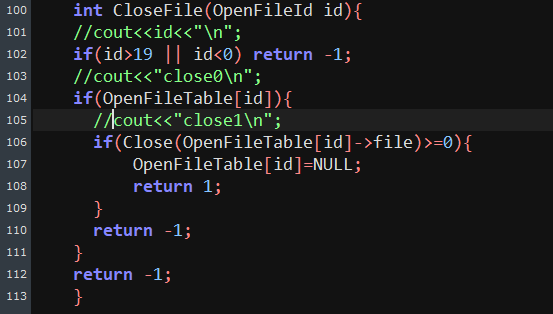 100 int CloseFile(OpenFileId id){
101 //cout<<id<<"\n";
102 if(id>19 || id<0) return -1;
103 //cout<<"close0\n";
104 if(OpenFileTable[id]){
105 //cout<<"close1\n";
106 if(Close(OpenFileTable[id]->file)>=0){
107 OpenFileTable[id]=NULL;
108 return 1;
109 }
110 return -1;
111 }
112 return -1;
113 }